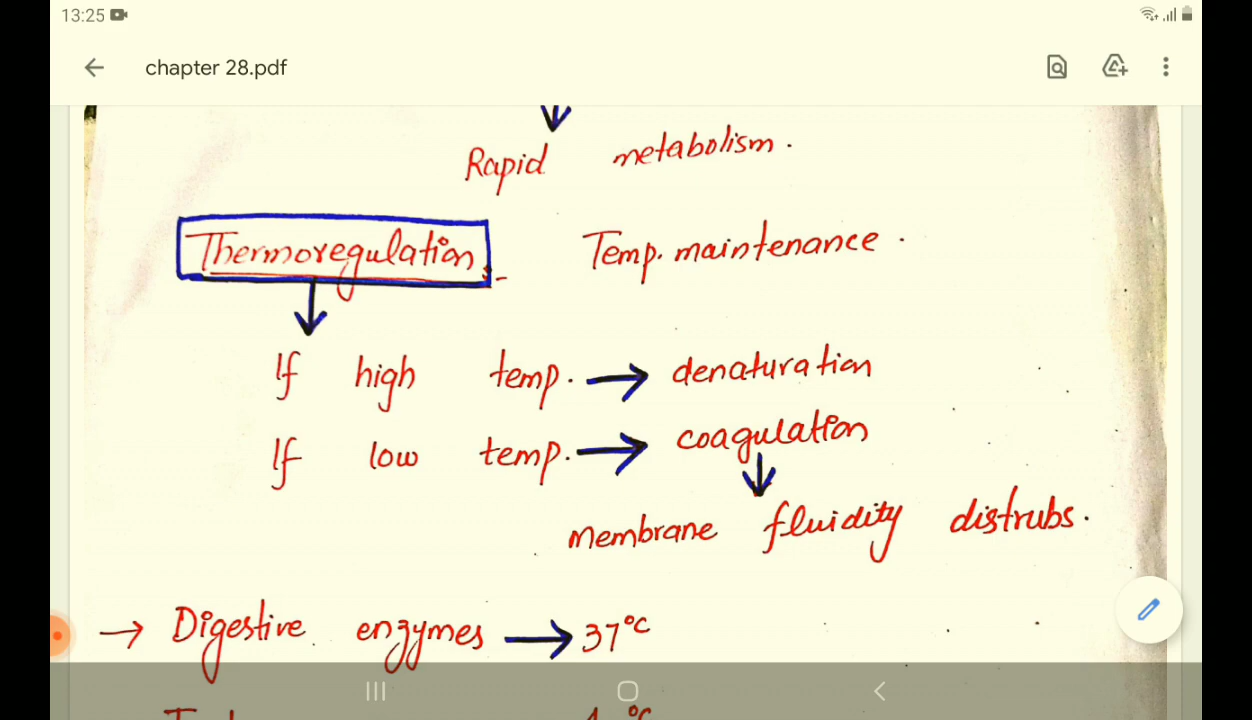 13:25
chapter 28.pdf
Rapid metabolism.
Thermoregulation:- Temp. maintenance.
If high temp. → denaturation
If low temp. → coagulation
membrane fluidity distrubs.
→ Digestive enzymes → 37°C